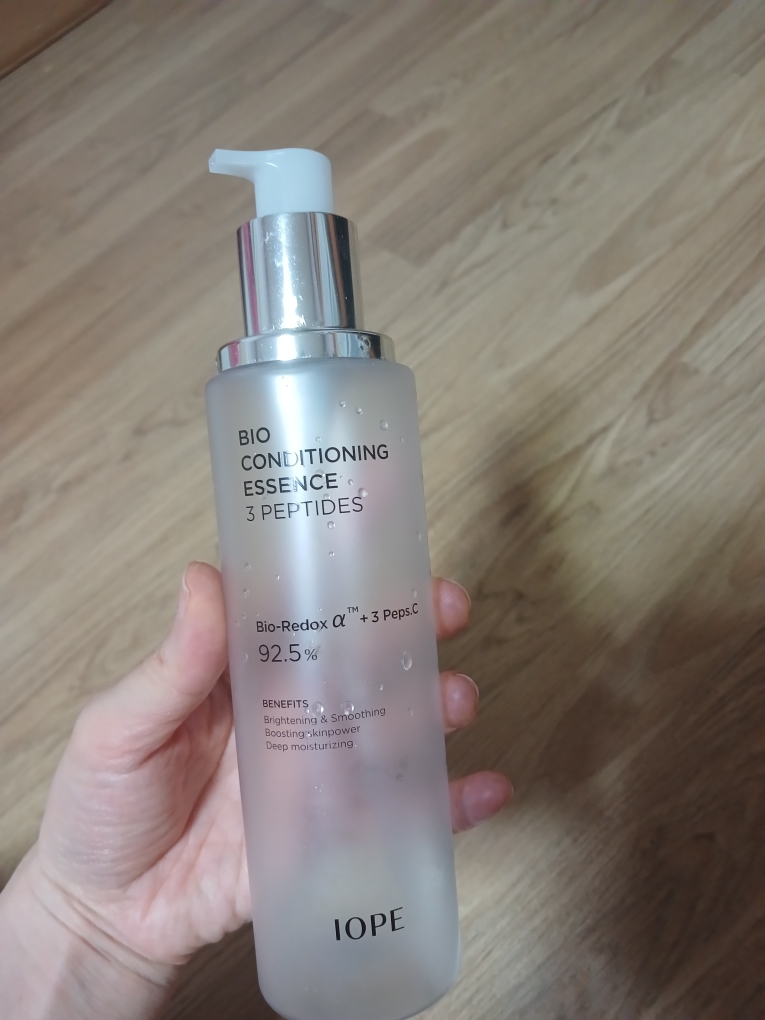 BIO
CONDITIONING
ESSENCE
3 PEPTIDES
Bio-Redox α™ + 3 Peps.C
92.5%
BENEFITS
Brightening & Smoothing
Boosting skinpower
Deep moisturizing
IOPE